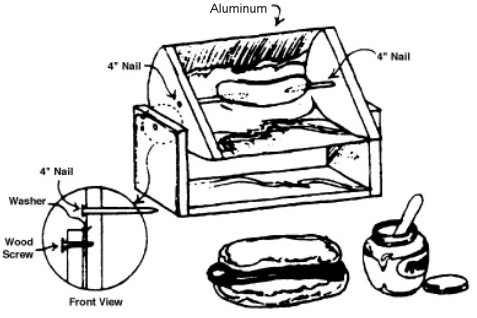 Aluminum
4" Nail
4" Nail
4" Nail
Washer
Wood
Screw
Front View